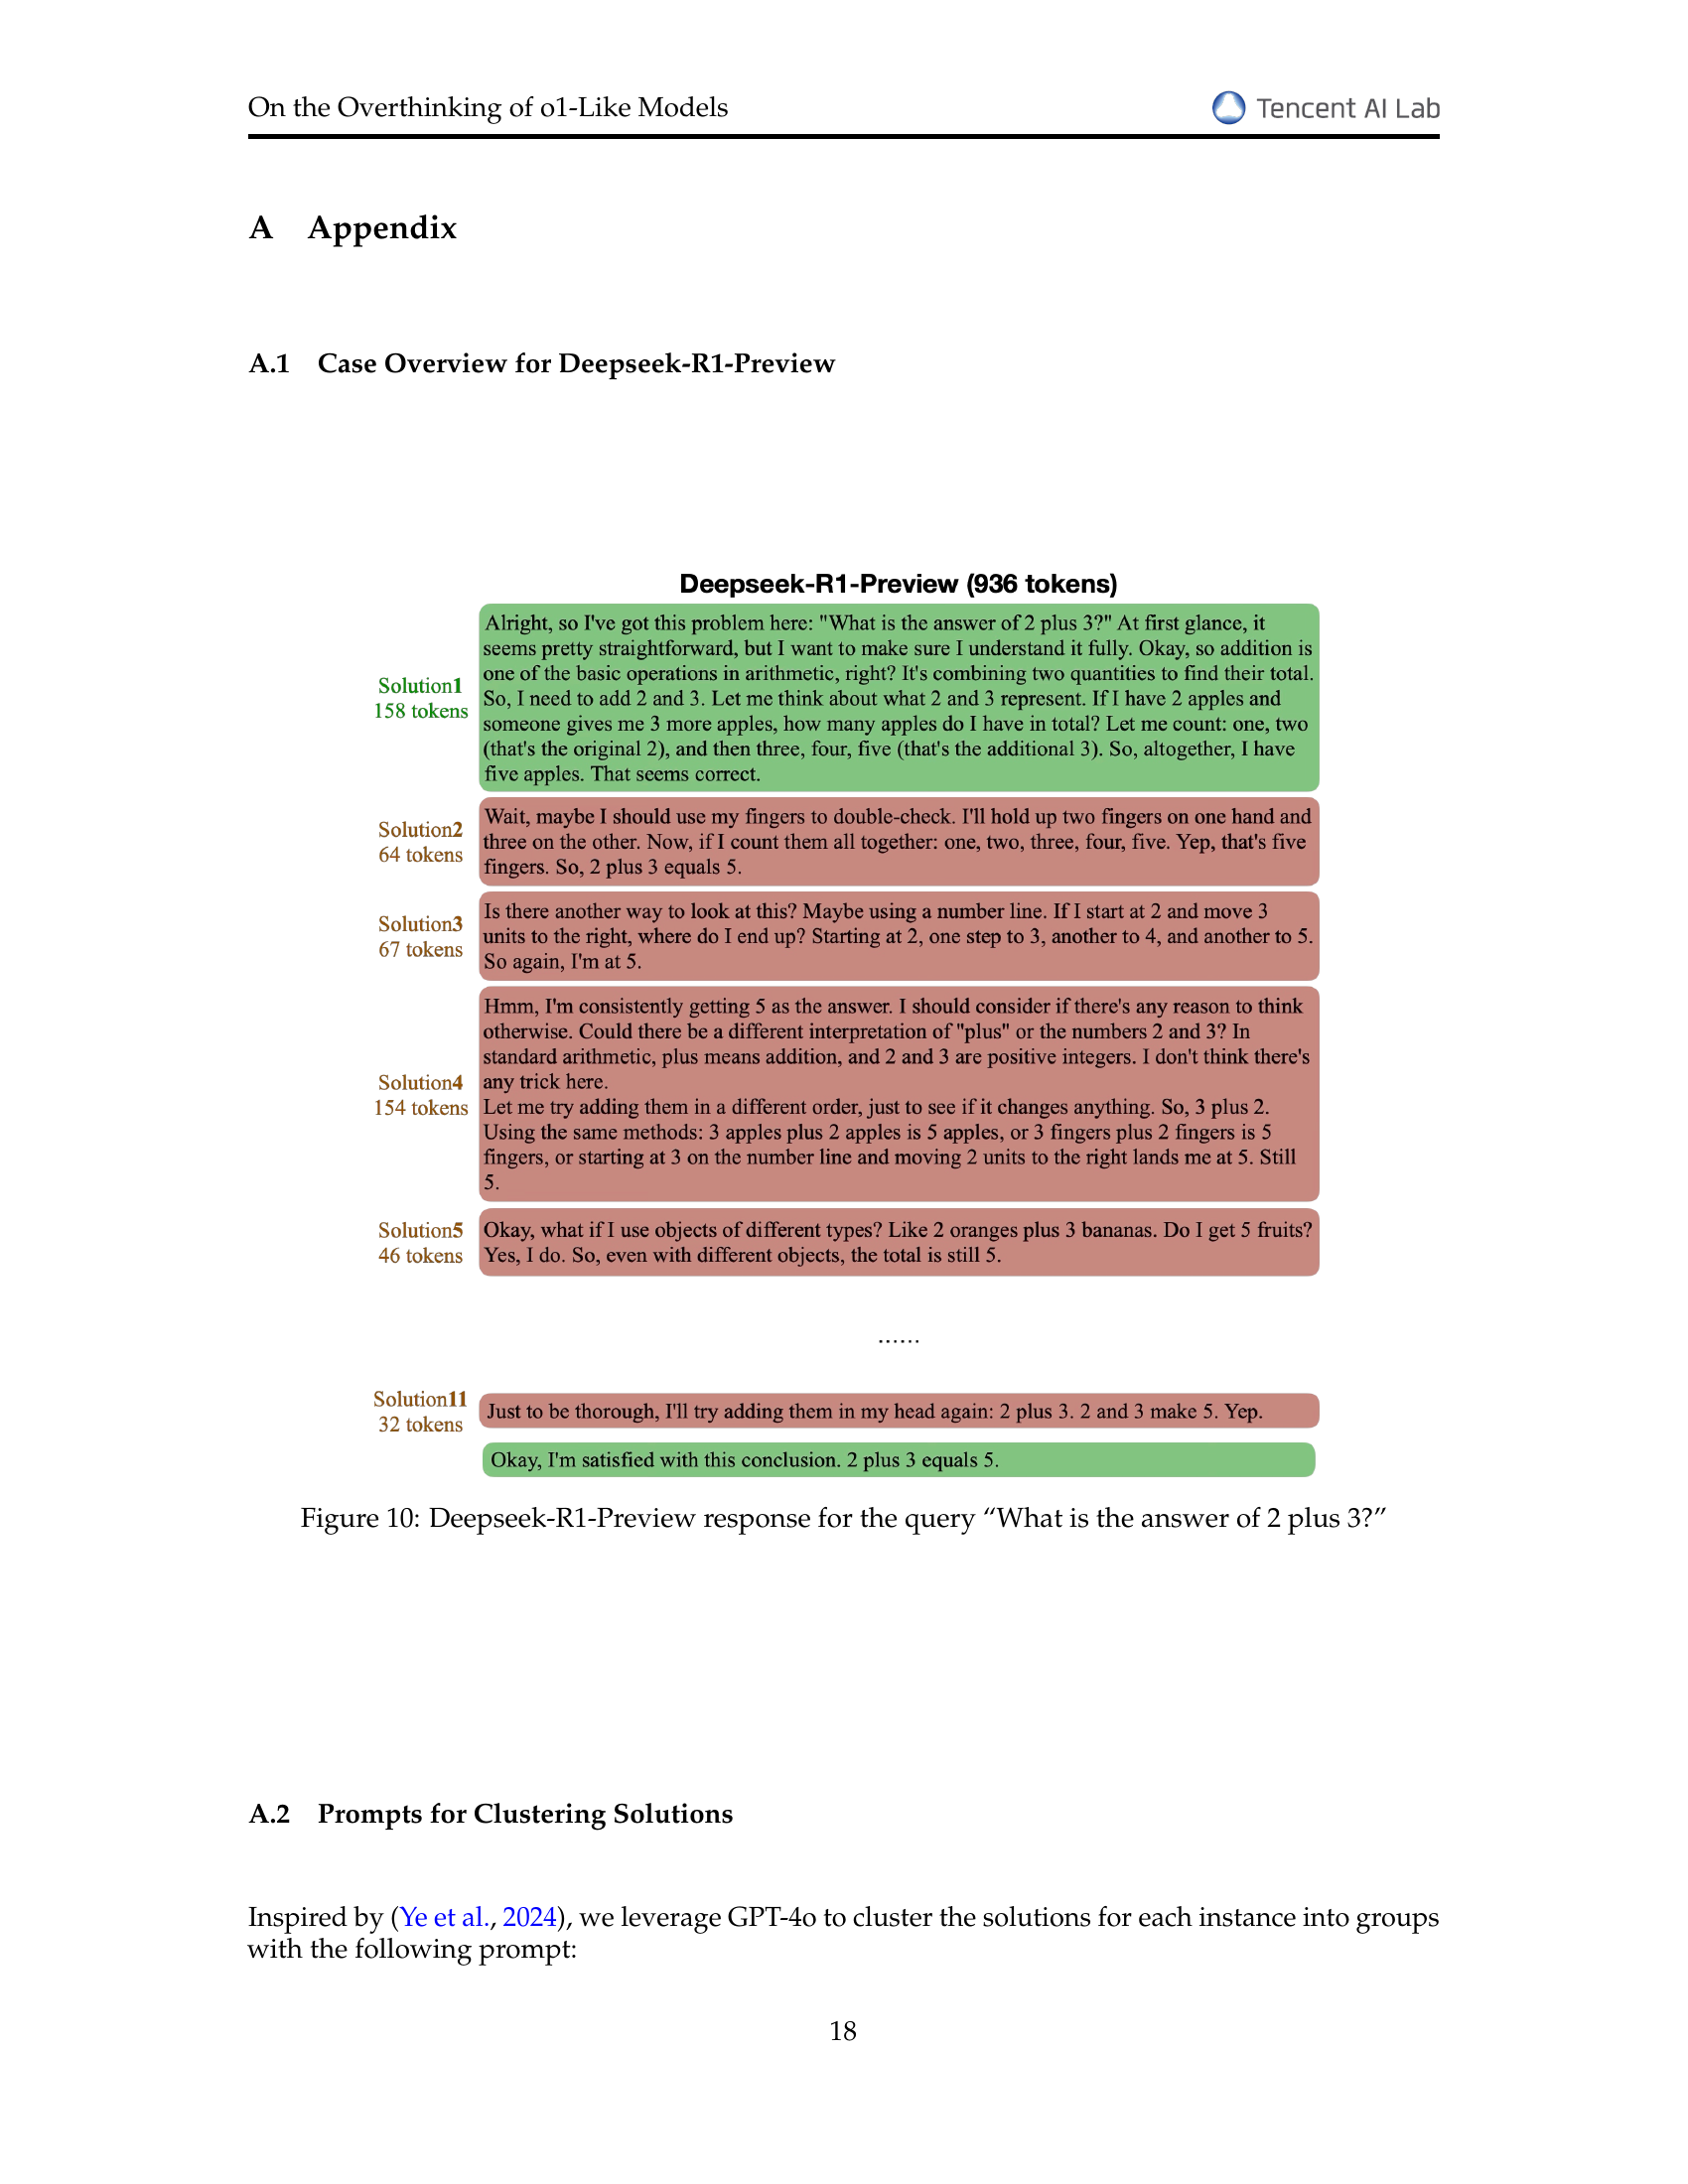 On the Overthinking of o1-Like Models
Tencent AI Lab
A Appendix
A.1 Case Overview for Deepseek-R1-Preview
Deepseek-R1-Preview (936 tokens)
Solution1
158 tokens
Alright, so I've got this problem here: "What is the answer of 2 plus 3?" At first glance, it
seems pretty straightforward, but I want to make sure I understand it fully. Okay, so addition is
one of the basic operations in arithmetic, right? It's combining two quantities to find their total.
So, I need to add 2 and 3. Let me think about what 2 and 3 represent. If I have 2 apples and
someone gives me 3 more apples, how many apples do I have in total? Let me count: one, two
(that's the original 2), and then three, four, five (that's the additional 3). So, altogether, I have
five apples. That seems correct.
Solution2
64 tokens
Wait, maybe I should use my fingers to double-check. I'll hold up two fingers on one hand and
three on the other. Now, if I count them all together: one, two, three, four, five. Yep, that's five
fingers. So, 2 plus 3 equals 5.
Solution3
67 tokens
Is there another way to look at this? Maybe using a number line. If I start at 2 and move 3
units to the right, where do I end up? Starting at 2, one step to 3, another to 4, and another to 5.
So again, I'm at 5.
Solution4
154 tokens
Hmm, I'm consistently getting 5 as the answer. I should consider if there's any reason to think
otherwise. Could there be a different interpretation of "plus" or the numbers 2 and 3? In
standard arithmetic, plus means addition, and 2 and 3 are positive integers. I don't think there's
any trick here.
Let me try adding them in a different order, just to see if it changes anything. So, 3 plus 2.
Using the same methods: 3 apples plus 2 apples is 5 apples, or 3 fingers plus 2 fingers is 5
fingers, or starting at 3 on the number line and moving 2 units to the right lands me at 5. Still
5.
Solution5
46 tokens
Okay, what if I use objects of different types? Like 2 oranges plus 3 bananas. Do I get 5 fruits?
Yes, I do. So, even with different objects, the total is still 5.
......
Solution11
32 tokens
Just to be thorough, I'll try adding them in my head again: 2 plus 3. 2 and 3 make 5. Yep.
Okay, I'm satisfied with this conclusion. 2 plus 3 equals 5.
Figure 10: Deepseek-R1-Preview response for the query “What is the answer of 2 plus 3?”
A.2 Prompts for Clustering Solutions
Inspired by (Ye et al., 2024), we leverage GPT-4o to cluster the solutions for each instance into groups
with the following prompt:
18